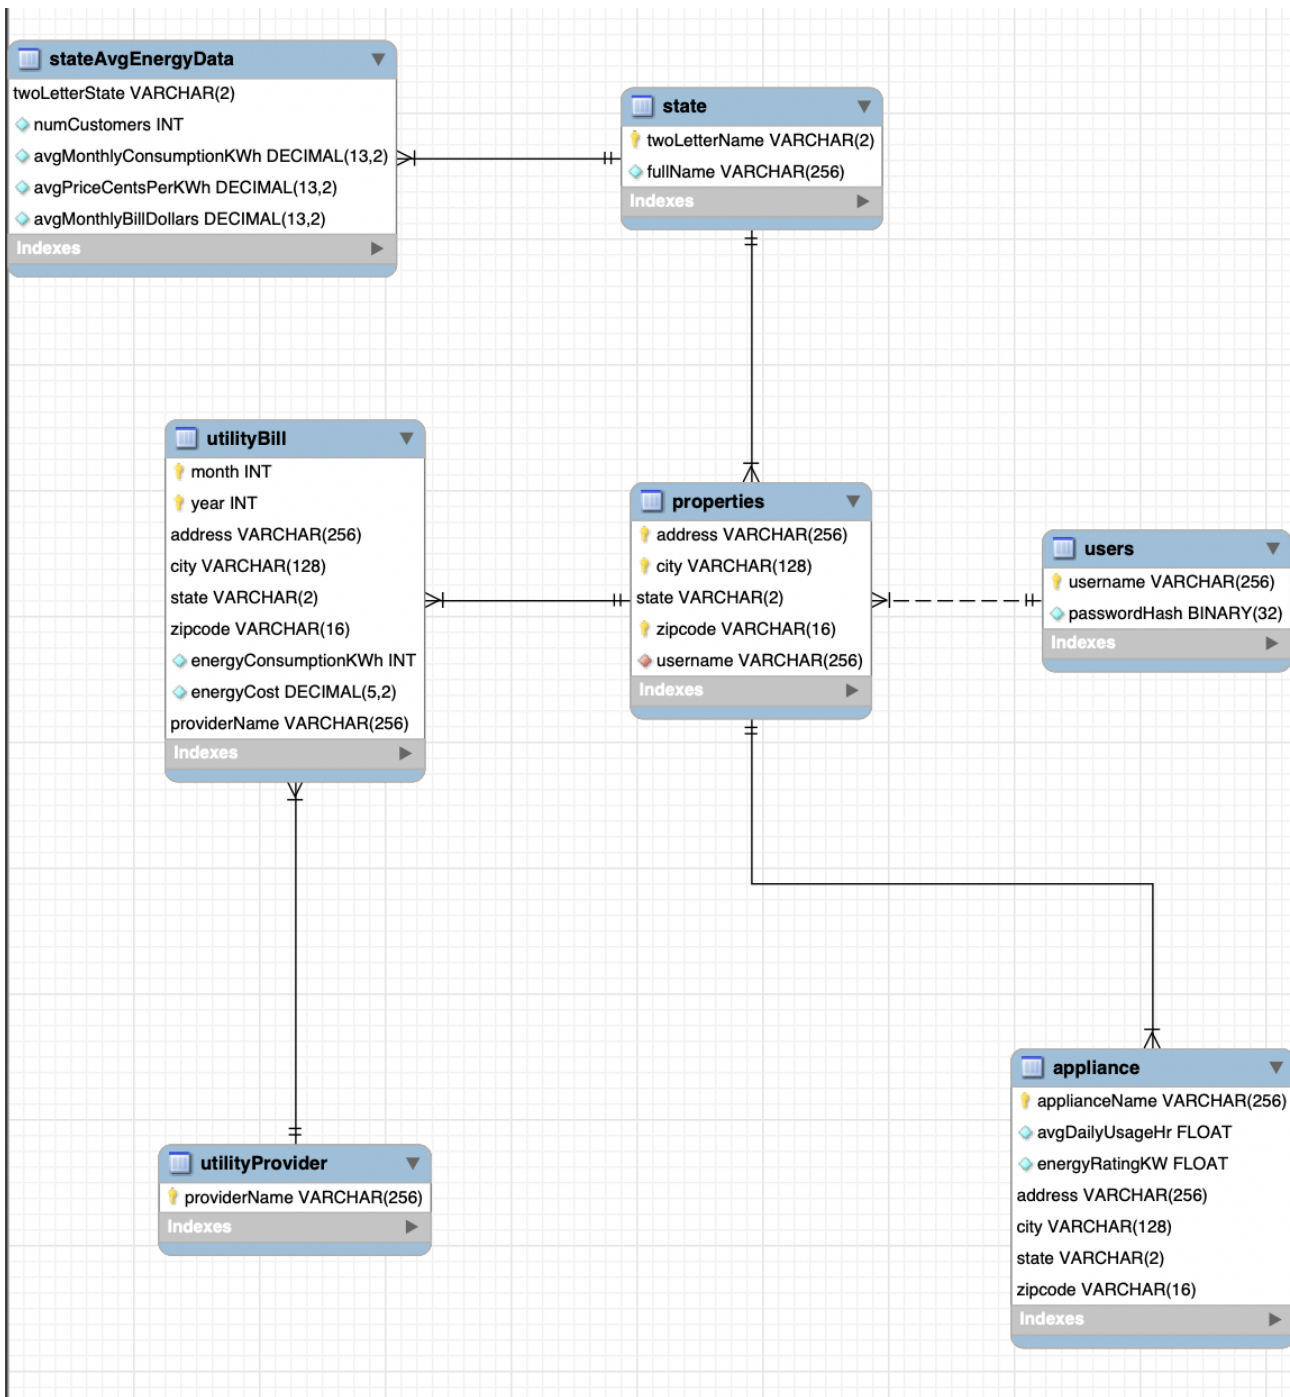 stateAvgEnergyData
twoLetterState VARCHAR(2)
numCustomers INT
avgMonthlyConsumptionKWh DECIMAL(13,2)
avgPriceCentsPerKWh DECIMAL(13,2)
avgMonthlyBillDollars DECIMAL(13,2)
Indexes
state
twoLetterName VARCHAR(2)
fullName VARCHAR(256)
Indexes
utilityBill
month INT
year INT
address VARCHAR(256)
city VARCHAR(128)
state VARCHAR(2)
zipcode VARCHAR(16)
energyConsumptionKWh INT
energyCost DECIMAL(5,2)
providerName VARCHAR(256)
Indexes
properties
address VARCHAR(256)
city VARCHAR(128)
state VARCHAR(2)
zipcode VARCHAR(16)
username VARCHAR(256)
Indexes
users
username VARCHAR(256)
passwordHash BINARY(32)
Indexes
utilityProvider
providerName VARCHAR(256)
Indexes
appliance
applianceName VARCHAR(256)
avgDailyUsageHr FLOAT
energyRatingKW FLOAT
address VARCHAR(256)
city VARCHAR(128)
state VARCHAR(2)
zipcode VARCHAR(16)
Indexes